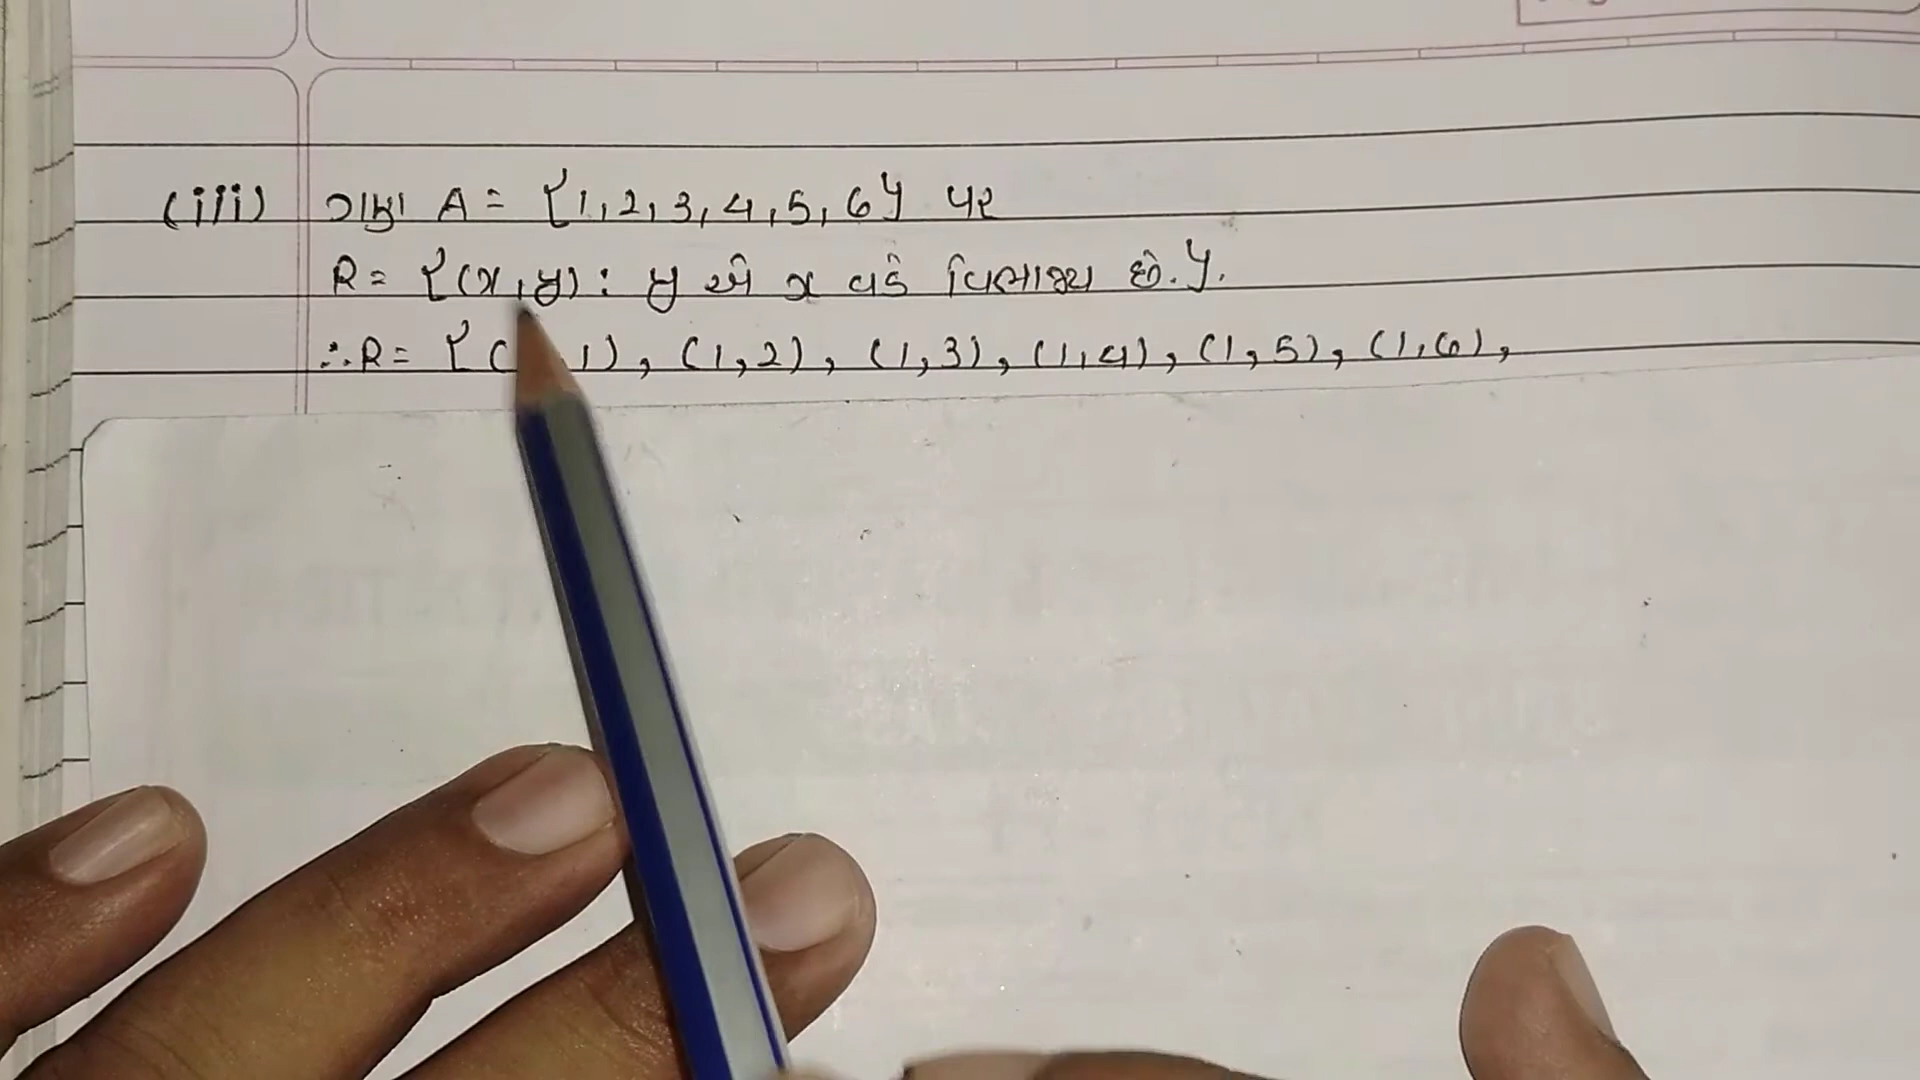 (iii) ગણ A = {1, 2, 3, 4, 5, 6} પર
R = {(x, y) : y એ x વડે વિભાજ્ય છે.}.
∴ R = {( 1), (1, 2), (1, 3), (1, 4), (1, 5), (1, 6),